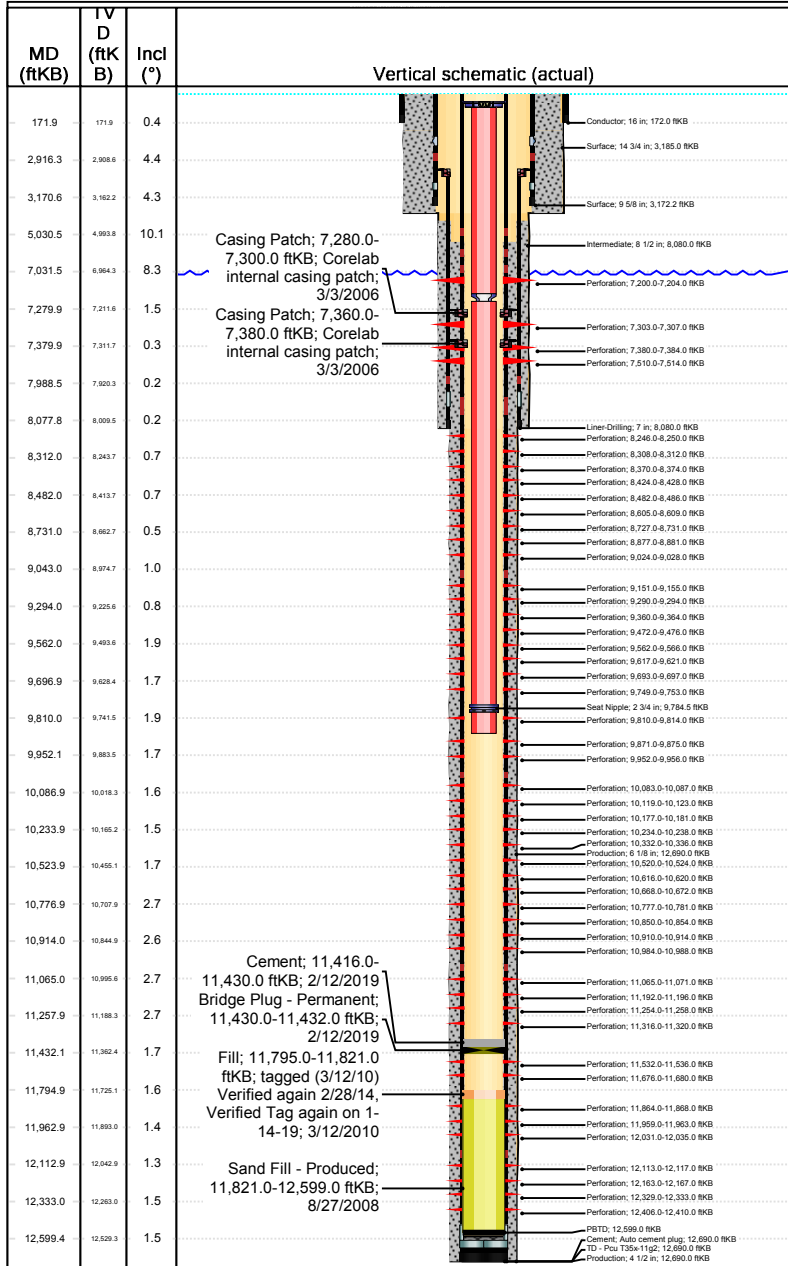 MD (ftKB)
TV D (ftK B)
Incl (°)
Vertical schematic (actual)
171.9 171.9 0.4
2,916.3 2,908.6 4.4
3,170.6 3,162.2 4.3
5,030.5 4,993.8 10.1
7,031.5 6,964.3 8.3
7,279.9 7,211.6 1.5
7,379.9 7,311.7 0.3
7,988.5 7,920.3 0.2
8,077.8 8,009.5 0.2
8,312.0 8,243.7 0.7
8,482.0 8,413.7 0.7
8,731.0 8,662.7 0.5
9,043.0 8,974.7 1.0
9,294.0 9,225.6 0.8
9,562.0 9,493.6 1.9
9,696.9 9,628.4 1.7
9,810.0 9,741.5 1.9
9,952.1 9,883.5 1.7
10,086.9 10,018.3 1.6
10,233.9 10,165.2 1.5
10,523.9 10,455.1 1.7
10,776.9 10,707.9 2.7
10,914.0 10,844.9 2.6
11,065.0 10,995.6 2.7
11,257.9 11,188.3 2.7
11,432.1 11,362.4 1.7
11,794.9 11,725.1 1.6
11,962.9 11,893.0 1.4
12,112.9 12,042.9 1.3
12,333.0 12,263.0 1.5
12,599.4 12,529.3 1.5
Casing Patch; 7,280.0-
7,300.0 ftKB; Corelab
internal casing patch;
3/3/2006
Casing Patch; 7,360.0-
7,380.0 ftKB; Corelab
internal casing patch;
3/3/2006
Cement; 11,416.0-
11,430.0 ftKB; 2/12/2019
Bridge Plug - Permanent;
11,430.0-11,432.0 ftKB;
2/12/2019
Fill; 11,795.0-11,821.0
ftKB; tagged (3/12/10)
Verified again 2/28/14,
Verified Tag again on 1-
14-19; 3/12/2010
Sand Fill - Produced;
11,821.0-12,599.0 ftKB;
8/27/2008
Conductor; 16 in; 172.0 ftKB
Surface; 14 3/4 in; 3,185.0 ftKB
Surface; 9 5/8 in; 3,172.2 ftKB
Intermediate; 8 1/2 in; 8,080.0 ftKB
Perforation; 7,200.0-7,204.0 ftKB
Perforation; 7,303.0-7,307.0 ftKB
Perforation; 7,380.0-7,384.0 ftKB
Perforation; 7,510.0-7,514.0 ftKB
Liner-Drilling; 7 in; 8,080.0 ftKB
Perforation; 8,246.0-8,250.0 ftKB
Perforation; 8,308.0-8,312.0 ftKB
Perforation; 8,370.0-8,374.0 ftKB
Perforation; 8,424.0-8,428.0 ftKB
Perforation; 8,482.0-8,486.0 ftKB
Perforation; 8,605.0-8,609.0 ftKB
Perforation; 8,727.0-8,731.0 ftKB
Perforation; 8,877.0-8,881.0 ftKB
Perforation; 9,024.0-9,028.0 ftKB
Perforation; 9,151.0-9,155.0 ftKB
Perforation; 9,290.0-9,294.0 ftKB
Perforation; 9,360.0-9,364.0 ftKB
Perforation; 9,472.0-9,476.0 ftKB
Perforation; 9,562.0-9,566.0 ftKB
Perforation; 9,617.0-9,621.0 ftKB
Perforation; 9,693.0-9,697.0 ftKB
Perforation; 9,749.0-9,753.0 ftKB
Seat Nipple; 2 3/4 in; 9,784.5 ftKB
Perforation; 9,810.0-9,814.0 ftKB
Perforation; 9,871.0-9,875.0 ftKB
Perforation; 9,952.0-9,956.0 ftKB
Perforation; 10,083.0-10,087.0 ftKB
Perforation; 10,119.0-10,123.0 ftKB
Perforation; 10,177.0-10,181.0 ftKB
Perforation; 10,234.0-10,238.0 ftKB
Perforation; 10,332.0-10,336.0 ftKB
Production; 6 1/8 in; 12,690.0 ftKB
Perforation; 10,520.0-10,524.0 ftKB
Perforation; 10,616.0-10,620.0 ftKB
Perforation; 10,668.0-10,672.0 ftKB
Perforation; 10,777.0-10,781.0 ftKB
Perforation; 10,850.0-10,854.0 ftKB
Perforation; 10,910.0-10,914.0 ftKB
Perforation; 10,984.0-10,988.0 ftKB
Perforation; 11,065.0-11,071.0 ftKB
Perforation; 11,192.0-11,196.0 ftKB
Perforation; 11,254.0-11,258.0 ftKB
Perforation; 11,316.0-11,320.0 ftKB
Perforation; 11,532.0-11,536.0 ftKB
Perforation; 11,676.0-11,680.0 ftKB
Perforation; 11,864.0-11,868.0 ftKB
Perforation; 11,959.0-11,963.0 ftKB
Perforation; 12,031.0-12,035.0 ftKB
Perforation; 12,113.0-12,117.0 ftKB
Perforation; 12,163.0-12,167.0 ftKB
Perforation; 12,329.0-12,333.0 ftKB
Perforation; 12,406.0-12,410.0 ftKB
PBTD; 12,599.0 ftKB
Cement; Auto cement plug; 12,690.0 ftKB
TD - Pcu T35x-11g2; 12,690.0 ftKB
Production; 4 1/2 in; 12,690.0 ftKB